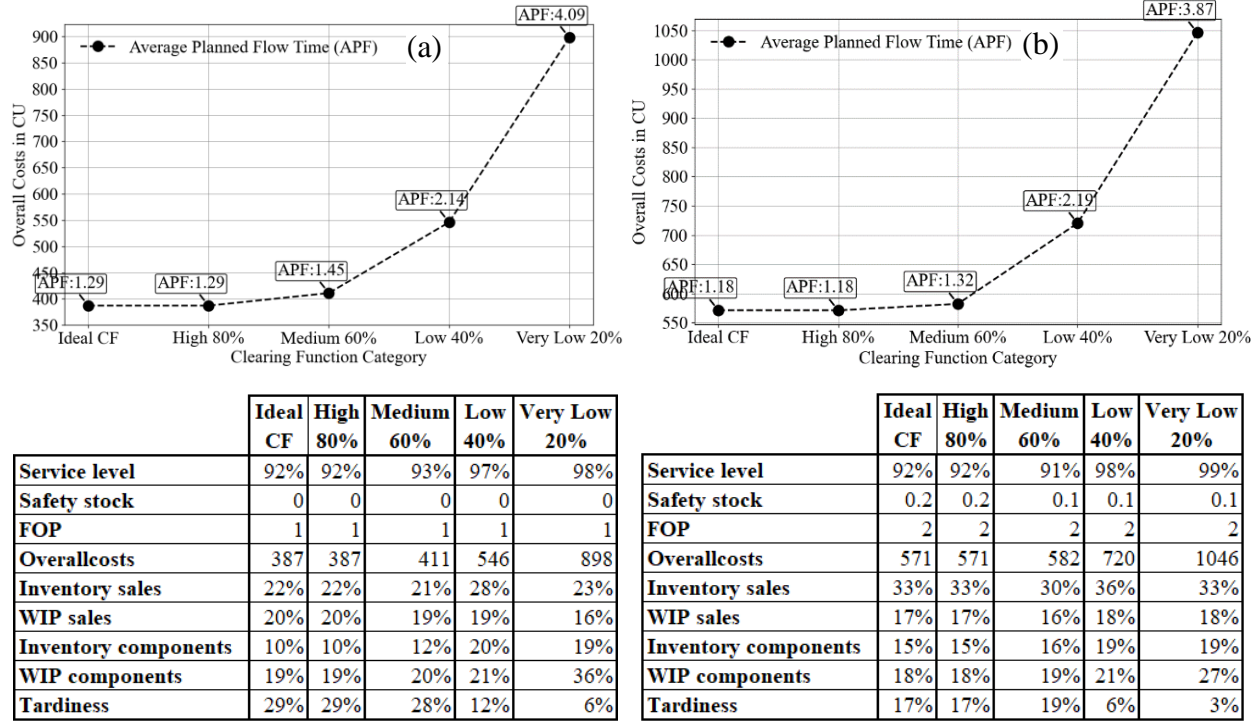 APF:4.09
900
850
800
750
700
650
600
550
500
450
400
350
Overall Costs in CU
Average Planned Flow Time (APF)
(a)
APF:2.14
APF:1.45
APF:1.29
APF:1.29
Ideal CF High 80% Medium 60% Low 40% Very Low 20%
Clearing Function Category
APF:3.87
1050
1000
950
900
850
800
750
700
650
600
550
Overall Costs in CU
Average Planned Flow Time (APF)
(b)
APF:2.19
APF:1.32
APF:1.18
APF:1.18
Ideal CF High 80% Medium 60% Low 40% Very Low 20%
Clearing Function Category
Ideal CF High 80% Medium 60% Low 40% Very Low 20%
Service level 92% 92% 93% 97% 98%
Safety stock 0 0 0 0 0
FOP 1 1 1 1 1
Overallcosts 387 387 411 546 898
Inventory sales 22% 22% 21% 28% 23%
WIP sales 20% 20% 19% 19% 16%
Inventory components 10% 10% 12% 20% 19%
WIP components 19% 19% 20% 21% 36%
Tardiness 29% 29% 28% 12% 6%
Ideal CF High 80% Medium 60% Low 40% Very Low 20%
Service level 92% 92% 91% 98% 99%
Safety stock 0.2 0.2 0.1 0.1 0.1
FOP 2 2 2 2 2
Overallcosts 571 571 582 720 1046
Inventory sales 33% 33% 30% 36% 33%
WIP sales 17% 17% 16% 18% 18%
Inventory components 15% 15% 16% 19% 19%
WIP components 18% 18% 19% 21% 27%
Tardiness 17% 17% 19% 6% 3%